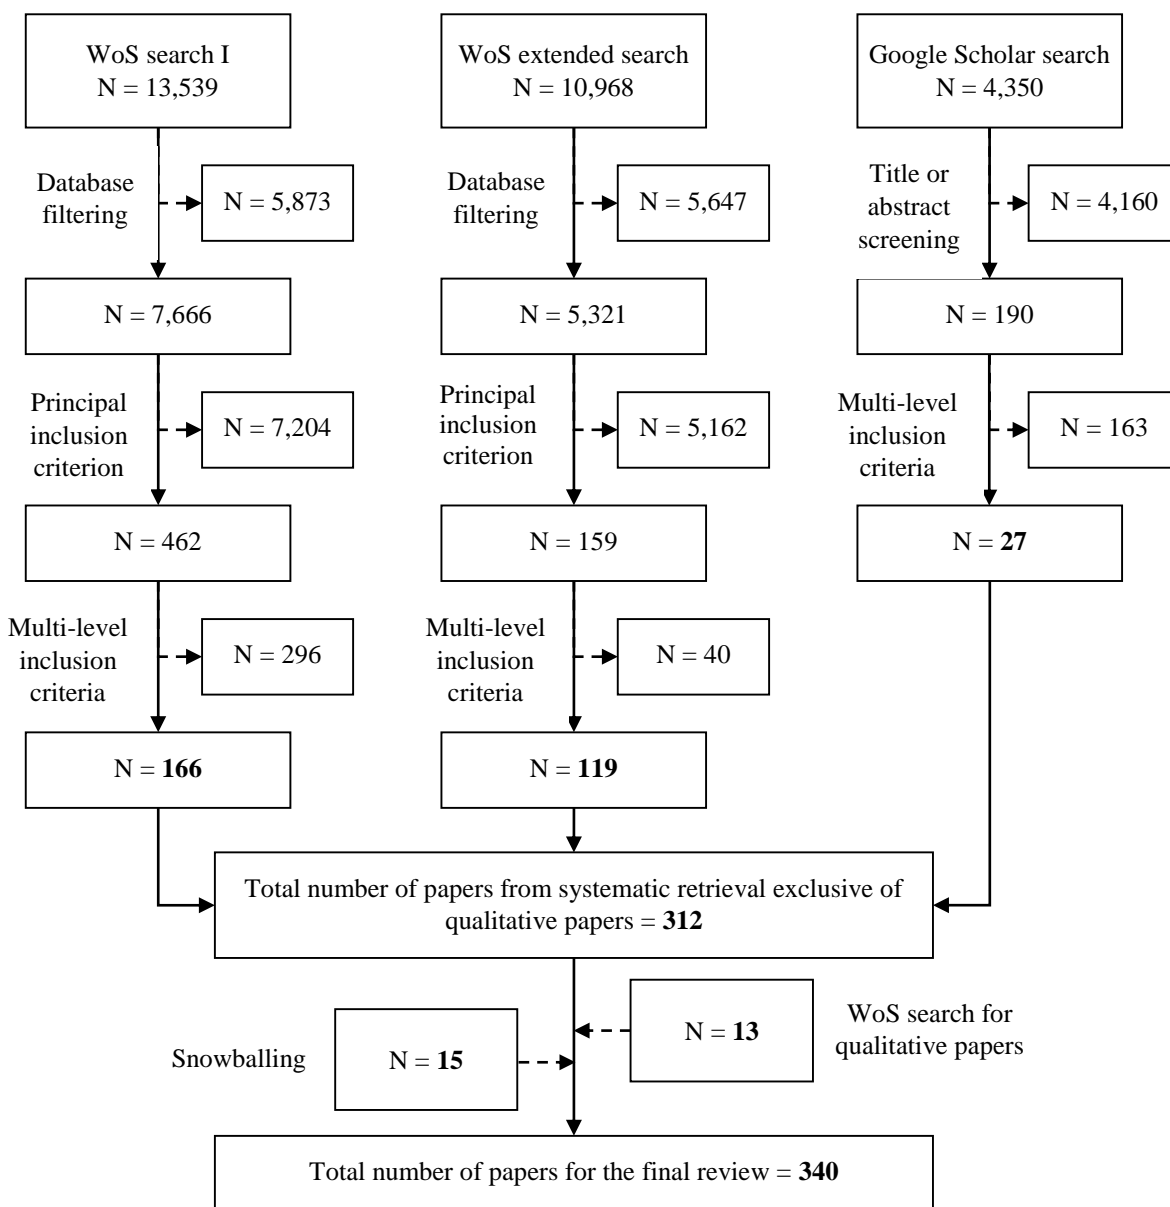 WoS search I
N = 13,539
WoS extended search
N = 10,968
Google Scholar search
N = 4,350
Database
filtering
N = 5,873
Database
filtering
N = 5,647
Title or
abstract
screening
N = 4,160
N = 7,666
N = 5,321
N = 190
Principal
inclusion
criterion
N = 7,204
Principal
inclusion
criterion
N = 5,162
Multi-level
inclusion
criteria
N = 163
N = 462
N = 159
N = 27
Multi-level
inclusion
criteria
N = 296
Multi-level
inclusion
criteria
N = 40
N = 166
N = 119
Total number of papers from systematic retrieval exclusive of
qualitative papers = 312
N = 13
WoS search for
qualitative papers
Snowballing
N = 15
Total number of papers for the final review = 340